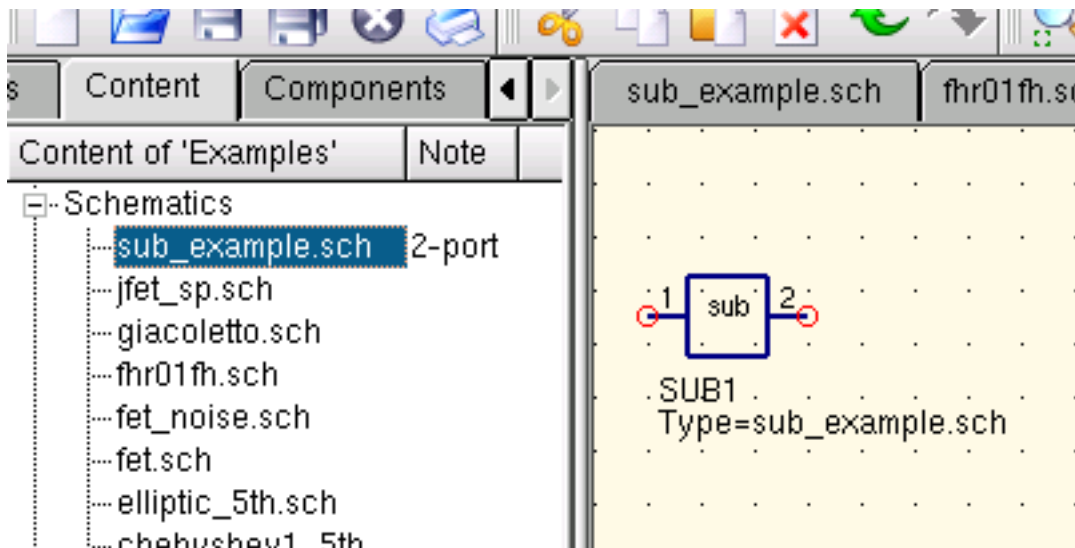 s Content Components
sub_example.sch fhr01fh.s
Content of 'Examples' Note
Schematics
sub_example.sch 2-port
jfet_sp.sch
giacoletto.sch
fhr01fh.sch
fet_noise.sch
fet.sch
elliptic_5th.sch
chebyshev1_5th
1 sub 2
SUB1
Type=sub_example.sch